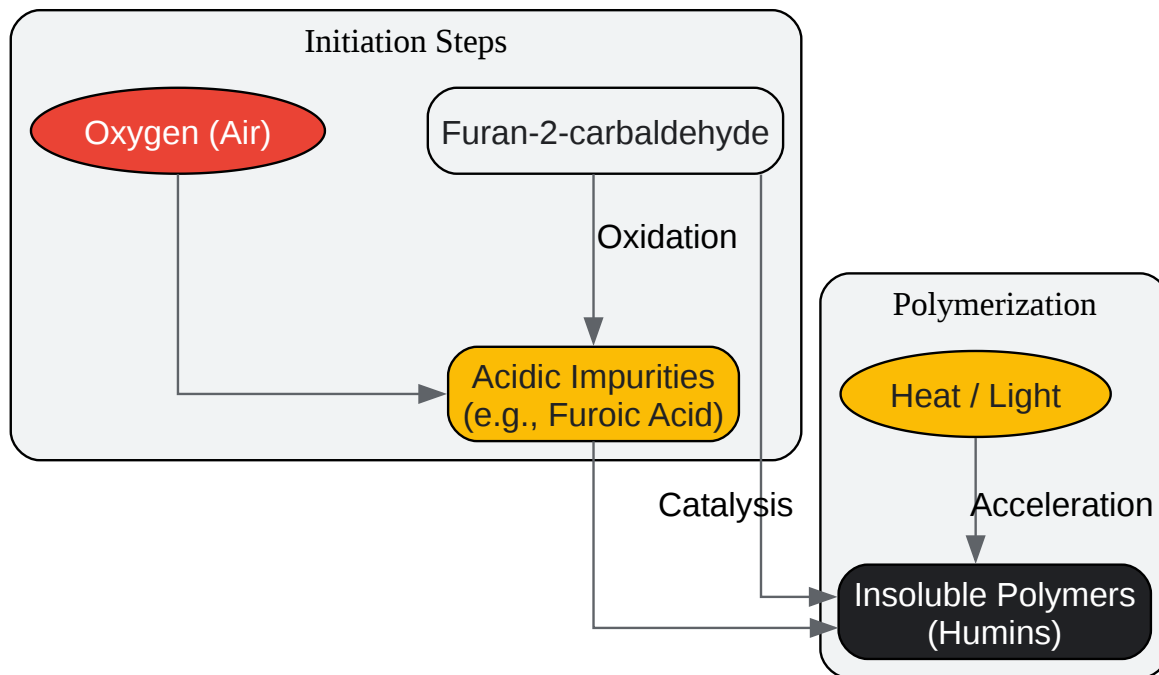 Initiation Steps
Oxygen (Air)
Furan-2-carbaldehyde
Oxidation
Acidic Impurities
(e.g., Furoic Acid)
Catalysis
Polymerization
Heat / Light
Acceleration
Insoluble Polymers
(Humins)